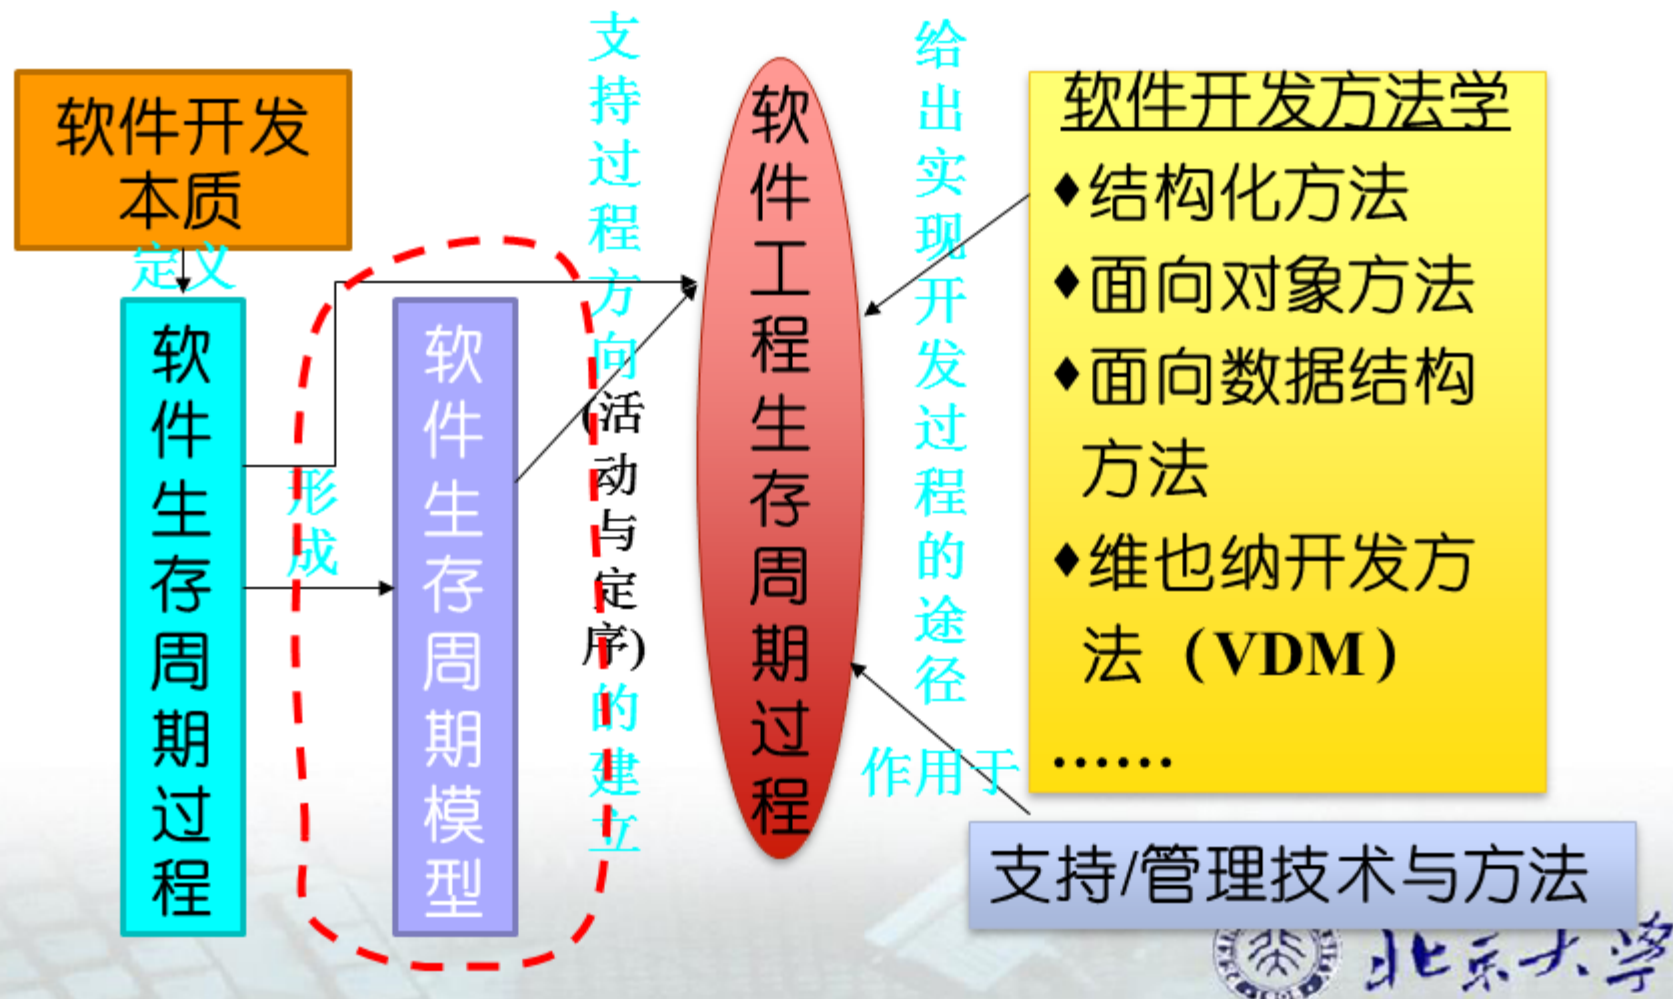 软件开发
本质
定义
软件生存周期过程
形成
软件生存周期模型
支持过程方向(活动与定序)的建立
软件工程生存周期过程
给出实现开发过程的途径
作用于
软件开发方法学
♦结构化方法
♦面向对象方法
♦面向数据结构
方法
♦维也纳开发方
法（VDM）
……
支持/管理技术与方法
北京大学